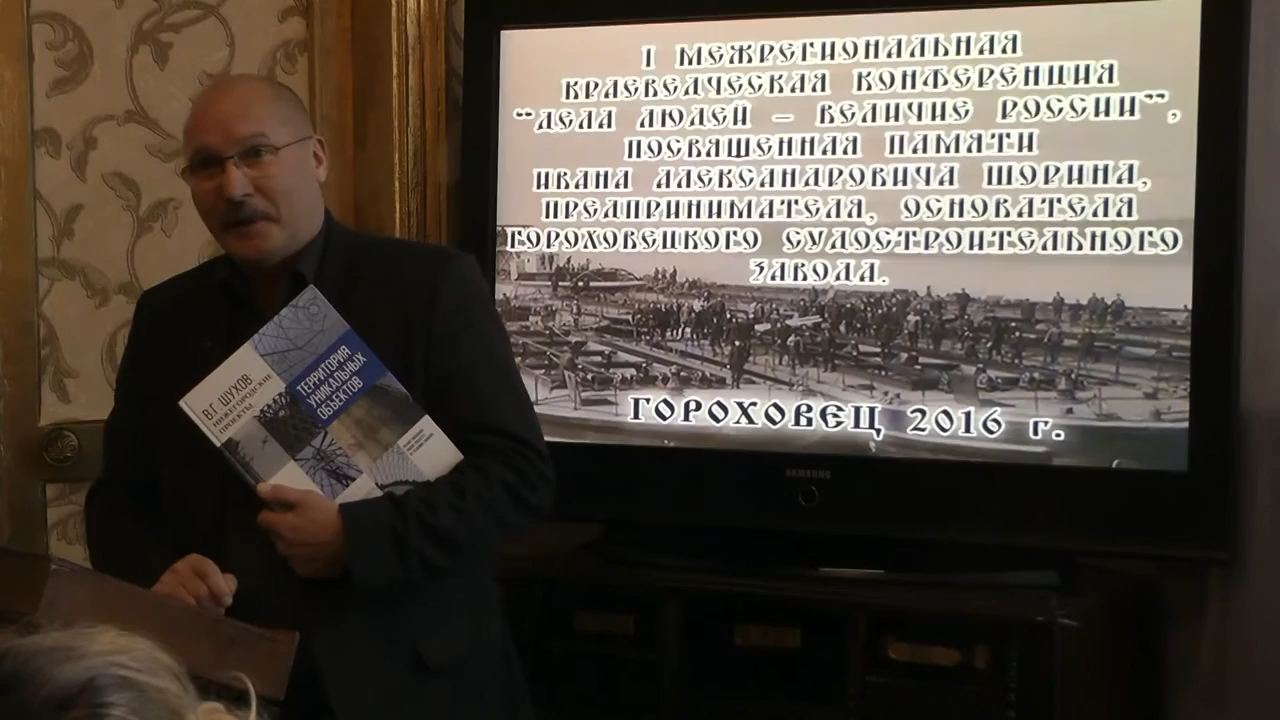 I МЕЖРЕГИОНАЛЬНАЯ
КРАЕВЕДЧЕСКАЯ КОНФЕРЕНЦИЯ
“ДЕЛА ЛЮДЕЙ – ВЕЛИЧИЕ РОССИИ”,
ПОСВЯЩЕННАЯ ПАМЯТИ
ИВАНА АЛЕКСАНДРОВИЧА ШОРИНА,
ПРЕДПРИНИМАТЕЛЯ, ОСНОВАТЕЛЯ
ГОРОХОВЕЦКОГО СУДОСТРОИТЕЛЬНОГО
ЗАВОДА.
ГОРОХОВЕЦ 2016 г.
SAMSUNG
В.Г. ШУХОВ:
НИЖЕГОРОДСКИЕ
ПРОЕКТЫ
ТЕРРИТОРИЯ
УНИКАЛЬНЫХ
ОБЪЕКТОВ